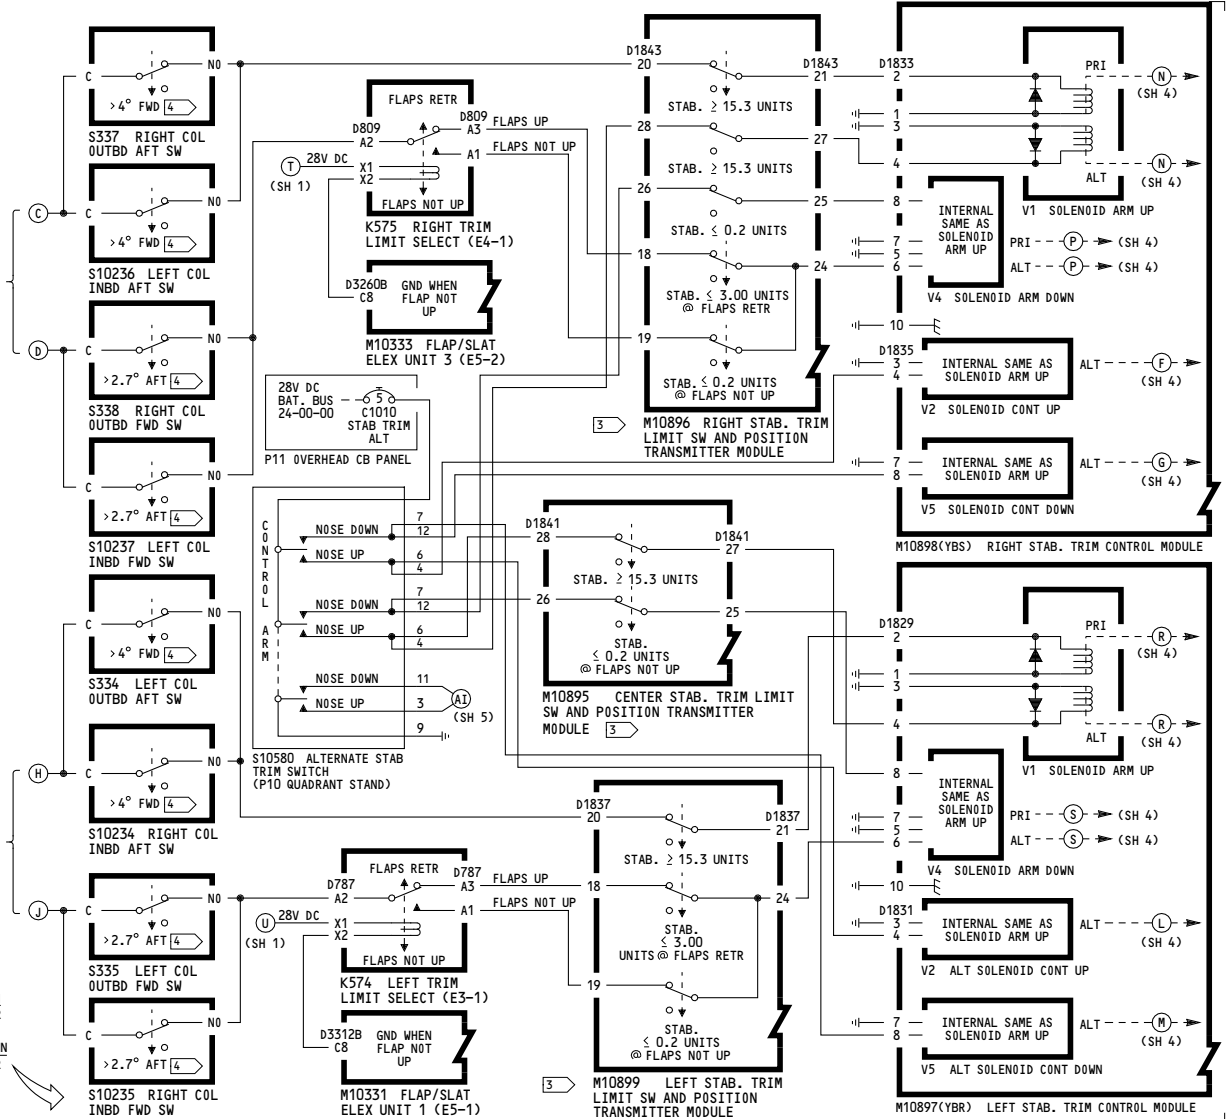 C
NO
>4° FWD 4
S337 RIGHT COL
OUTBD AFT SW
C
C
NO
>4° FWD 4
S10236 LEFT COL
INBD AFT SW
D
C
NO
>2.7° AFT 4
S338 RIGHT COL
OUTBD FWD SW
C
NO
>2.7° AFT 4
S10237 LEFT COL
INBD FWD SW
C
NO
>4° FWD 4
S334 LEFT COL
OUTBD AFT SW
H
C
NO
>4° FWD 4
S10234 RIGHT COL
INBD AFT SW
J
C
NO
>2.7° AFT 4
S335 LEFT COL
OUTBD FWD SW
C
NO
>2.7° AFT 4
S10235 RIGHT COL
INBD FWD SW
N
FLAPS RETR
D809
A2
D809
A3 FLAPS UP
A1 FLAPS NOT UP
T
(SH 1)
28V DC
X1
X2
FLAPS NOT UP
K575 RIGHT TRIM
LIMIT SELECT (E4-1)
D3260B
C8
GND WHEN
FLAP NOT
UP
M10333 FLAP/SLAT
ELEX UNIT 3 (E5-2)
28V DC
BAT. BUS
24-00-00
5
C1010
STAB TRIM
ALT
P11 OVERHEAD CB PANEL
CONTROL ARM
NOSE DOWN
7
12
NOSE UP
6
4
NOSE DOWN
7
12
NOSE UP
6
4
NOSE DOWN
11
NOSE UP
3
AI
(SH 5)
9
S10580 ALTERNATE STAB
TRIM SWITCH
(P10 QUADRANT STAND)
FLAPS RETR
D787
A2
D787
A3 FLAPS UP
A1 FLAPS NOT UP
U
(SH 1)
28V DC
X1
X2
FLAPS NOT UP
K574 LEFT TRIM
LIMIT SELECT (E3-1)
D3312B
C8
GND WHEN
FLAP NOT
UP
M10331 FLAP/SLAT
ELEX UNIT 1 (E5-1)
D1843
20
D1843
21
STAB. ≥ 15.3 UNITS
28
27
STAB. ≥ 15.3 UNITS
26
25
STAB. ≤ 0.2 UNITS
18
24
STAB. ≤ 3.00 UNITS
@ FLAPS RETR
19
STAB. ≤ 0.2 UNITS
@ FLAPS NOT UP
3
M10896 RIGHT STAB. TRIM
LIMIT SW AND POSITION
TRANSMITTER MODULE
D1841
28
D1841
27
STAB. ≥ 15.3 UNITS
26
25
STAB.
≤ 0.2 UNITS
@ FLAPS NOT UP
M10895 CENTER STAB. TRIM LIMIT
SW AND POSITION TRANSMITTER
MODULE 3
D1837
20
D1837
21
STAB. ≥ 15.3 UNITS
18
24
STAB.
≤ 3.00
UNITS @ FLAPS RETR
19
STAB.
≤ 0.2 UNITS
@ FLAPS NOT UP
3
M10899 LEFT STAB. TRIM
LIMIT SW AND POSITION
TRANSMITTER MODULE
D1833
2
1
3
4
PRI
N
(SH 4)
ALT
N
(SH 4)
V1 SOLENOID ARM UP
8
7
5
6
INTERNAL
SAME AS
SOLENOID
ARM UP
PRI P (SH 4)
ALT P (SH 4)
V4 SOLENOID ARM DOWN
10
D1835
3
4
INTERNAL SAME AS
SOLENOID ARM UP
ALT F
(SH 4)
V2 SOLENOID CONT UP
7
8
INTERNAL SAME AS
SOLENOID ARM UP
ALT G
(SH 4)
V5 SOLENOID CONT DOWN
M10898(YBS) RIGHT STAB. TRIM CONTROL MODULE
D1829
2
1
3
4
PRI
R
(SH 4)
ALT
R
(SH 4)
V1 SOLENOID ARM UP
8
7
5
6
INTERNAL
SAME AS
SOLENOID
ARM UP
PRI S (SH 4)
ALT S (SH 4)
V4 SOLENOID ARM DOWN
10
D1831
3
4
INTERNAL SAME AS
SOLENOID ARM UP
ALT L
(SH 4)
V2 ALT SOLENOID CONT UP
7
8
INTERNAL SAME AS
SOLENOID ARM UP
ALT M
(SH 4)
V5 ALT SOLENOID CONT DOWN
M10897(YBR) LEFT STAB. TRIM CONTROL MODULE